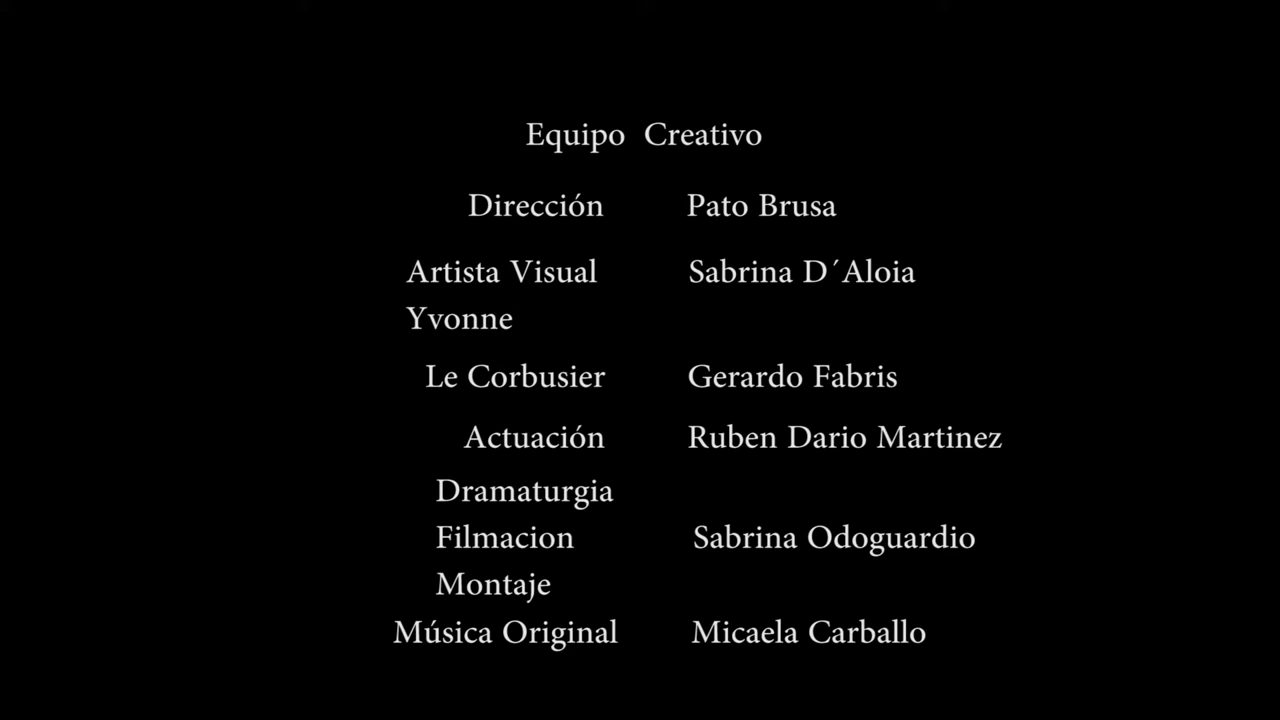 Equipo Creativo
Dirección Pato Brusa
Artista Visual Sabrina D´Aloia
Yvonne
Le Corbusier Gerardo Fabris
Actuación Ruben Dario Martinez
Dramaturgia
Filmacion Sabrina Odoguardio
Montaje
Música Original Micaela Carballo